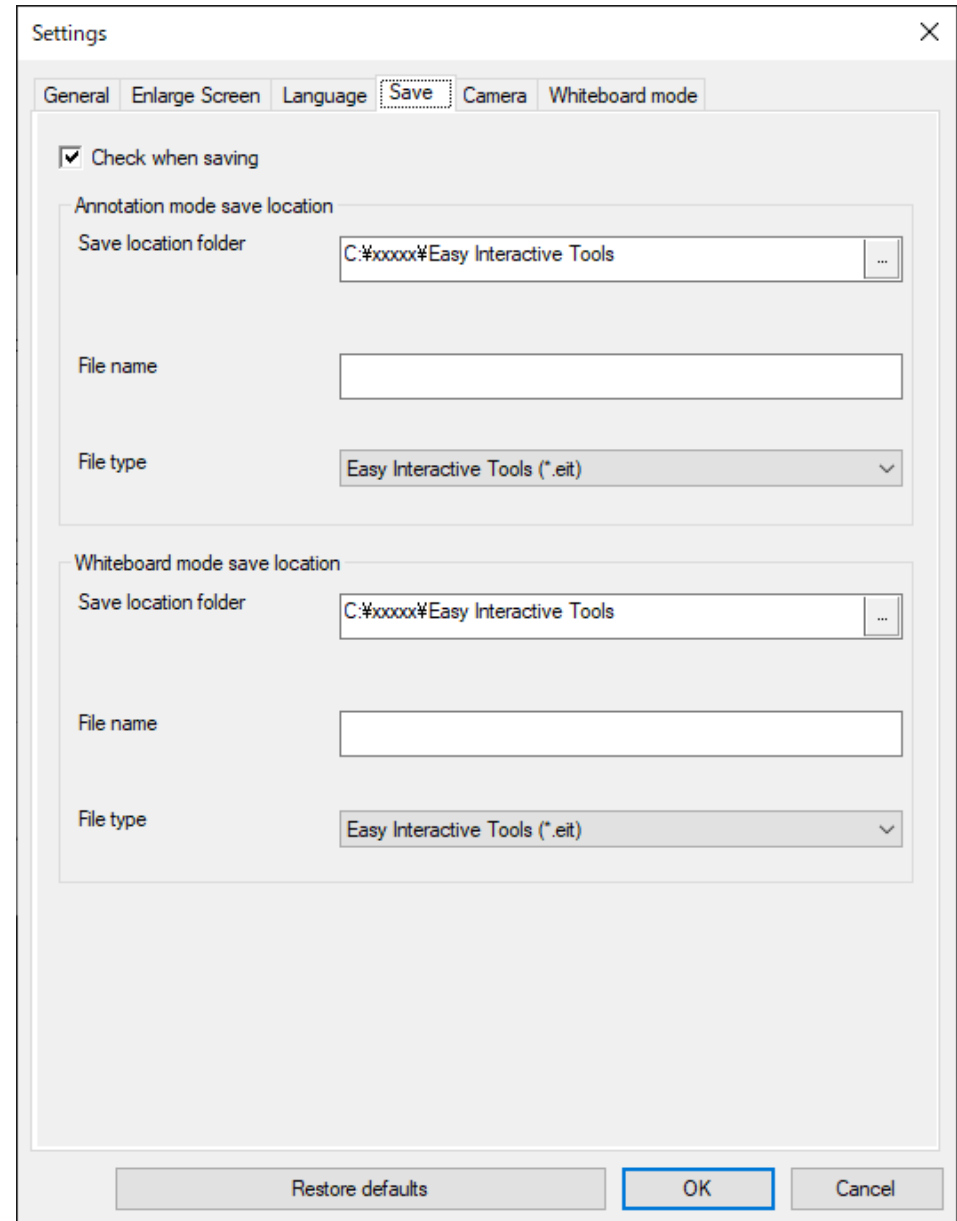 Settings
General Enlarge Screen Language Save Camera Whiteboard mode
Check when saving
Annotation mode save location
Save location folder C:¥xxxxx¥Easy Interactive Tools ...
File name
File type Easy Interactive Tools (*.eit)
Whiteboard mode save location
Save location folder C:¥xxxxx¥Easy Interactive Tools ...
File name
File type Easy Interactive Tools (*.eit)
Restore defaults OK Cancel